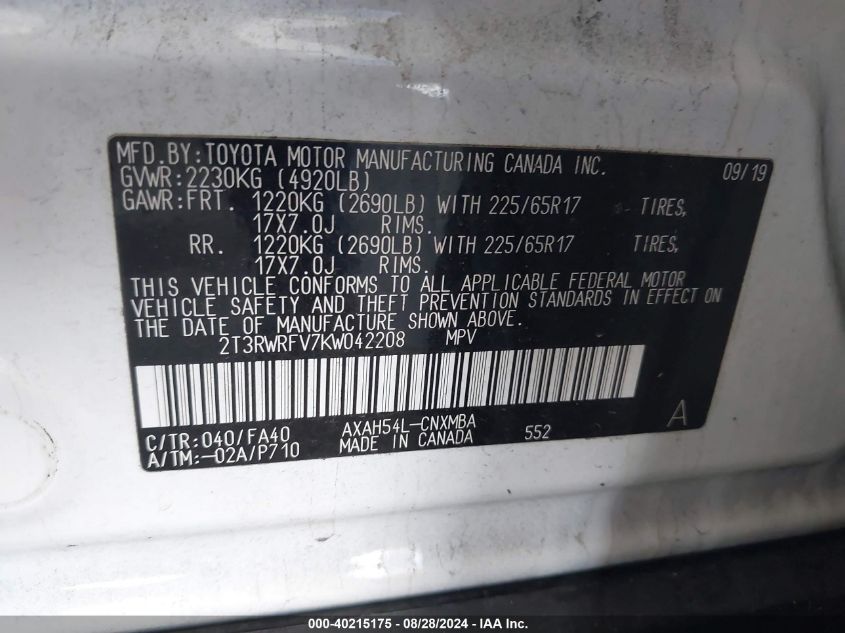 MFD.BY:TOYOTA MOTOR MANUFACTURING CANADA INC. 09/19
GVWR:2230KG (4920LB)
GAWR:FRT. 1220KG (2690LB) WITH 225/65R17 TIRES,
17X7.0J RIMS.
RR. 1220KG (2690LB) WITH 225/65R17 TIRES,
17X7.0J RIMS.
THIS VEHICLE CONFORMS TO ALL APPLICABLE FEDERAL MOTOR
VEHICLE SAFETY AND THEFT PREVENTION STANDARDS IN EFFECT ON
THE DATE OF MANUFACTURE SHOWN ABOVE.
2T3RWRFV7KW042208 MPV
C/TR:040/FA40 AXAH54L-CNXMBA A
A/TM:-02A/P710 MADE IN CANADA 552
000-40215175 - 08/28/2024 - IAA Inc.